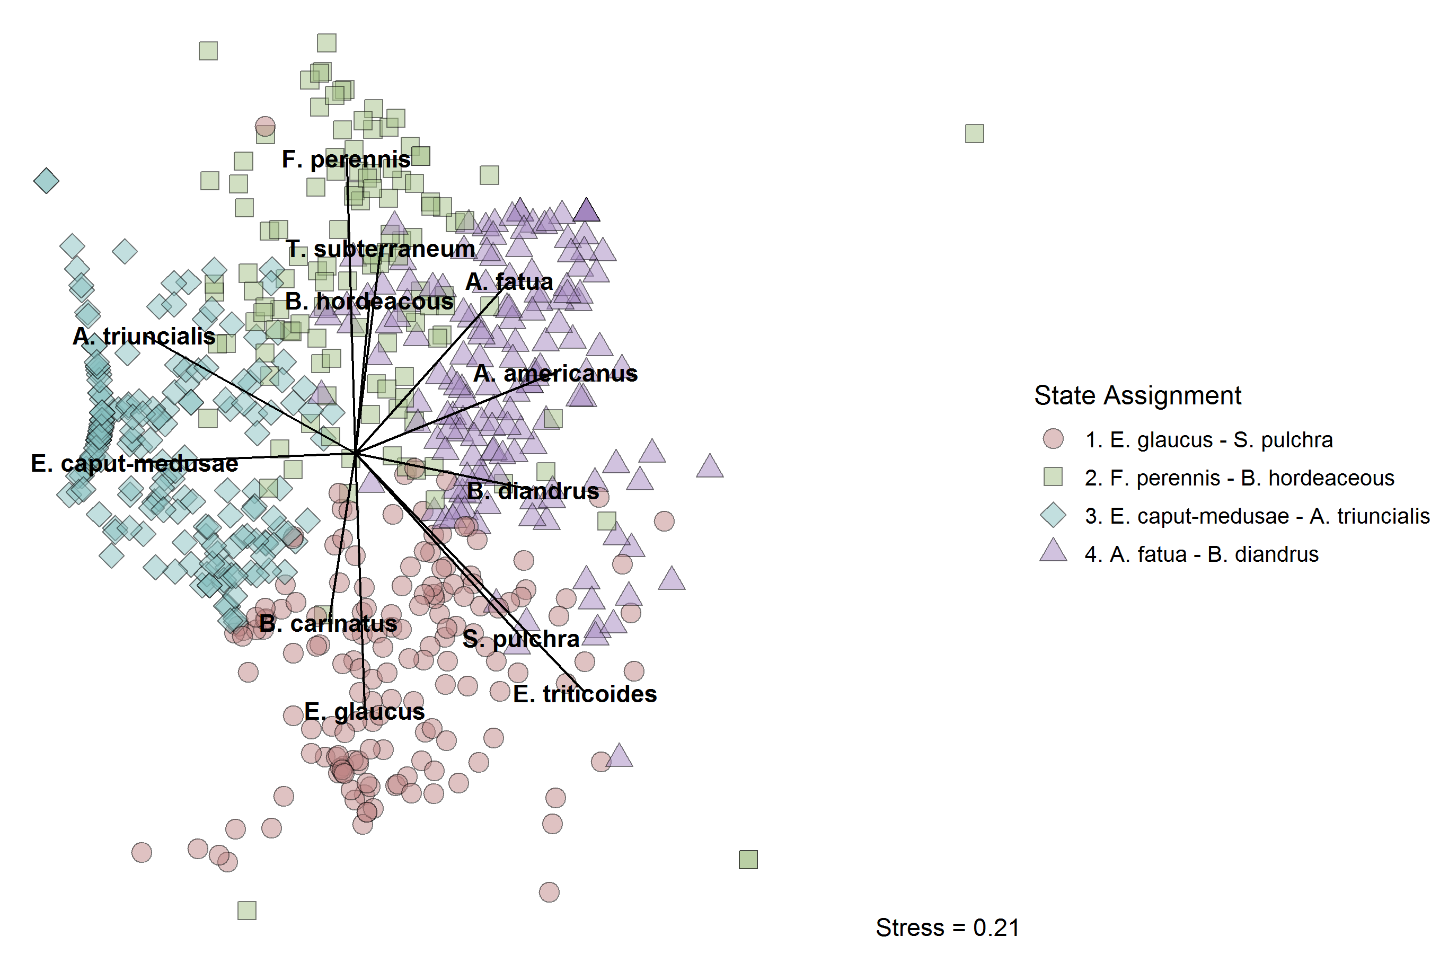 F. perennis
T. subterraneum
A. fatua
B. hordeacous
A. triuncialis
A. americanus
E. caput-medusae
B. diandrus
B. carinatus
S. pulchra
E. triticoides
E. glaucus
State Assignment
1. E. glaucus - S. pulchra
2. F. perennis - B. hordeaceous
3. E. caput-medusae - A. triuncialis
4. A. fatua - B. diandrus
Stress = 0.21